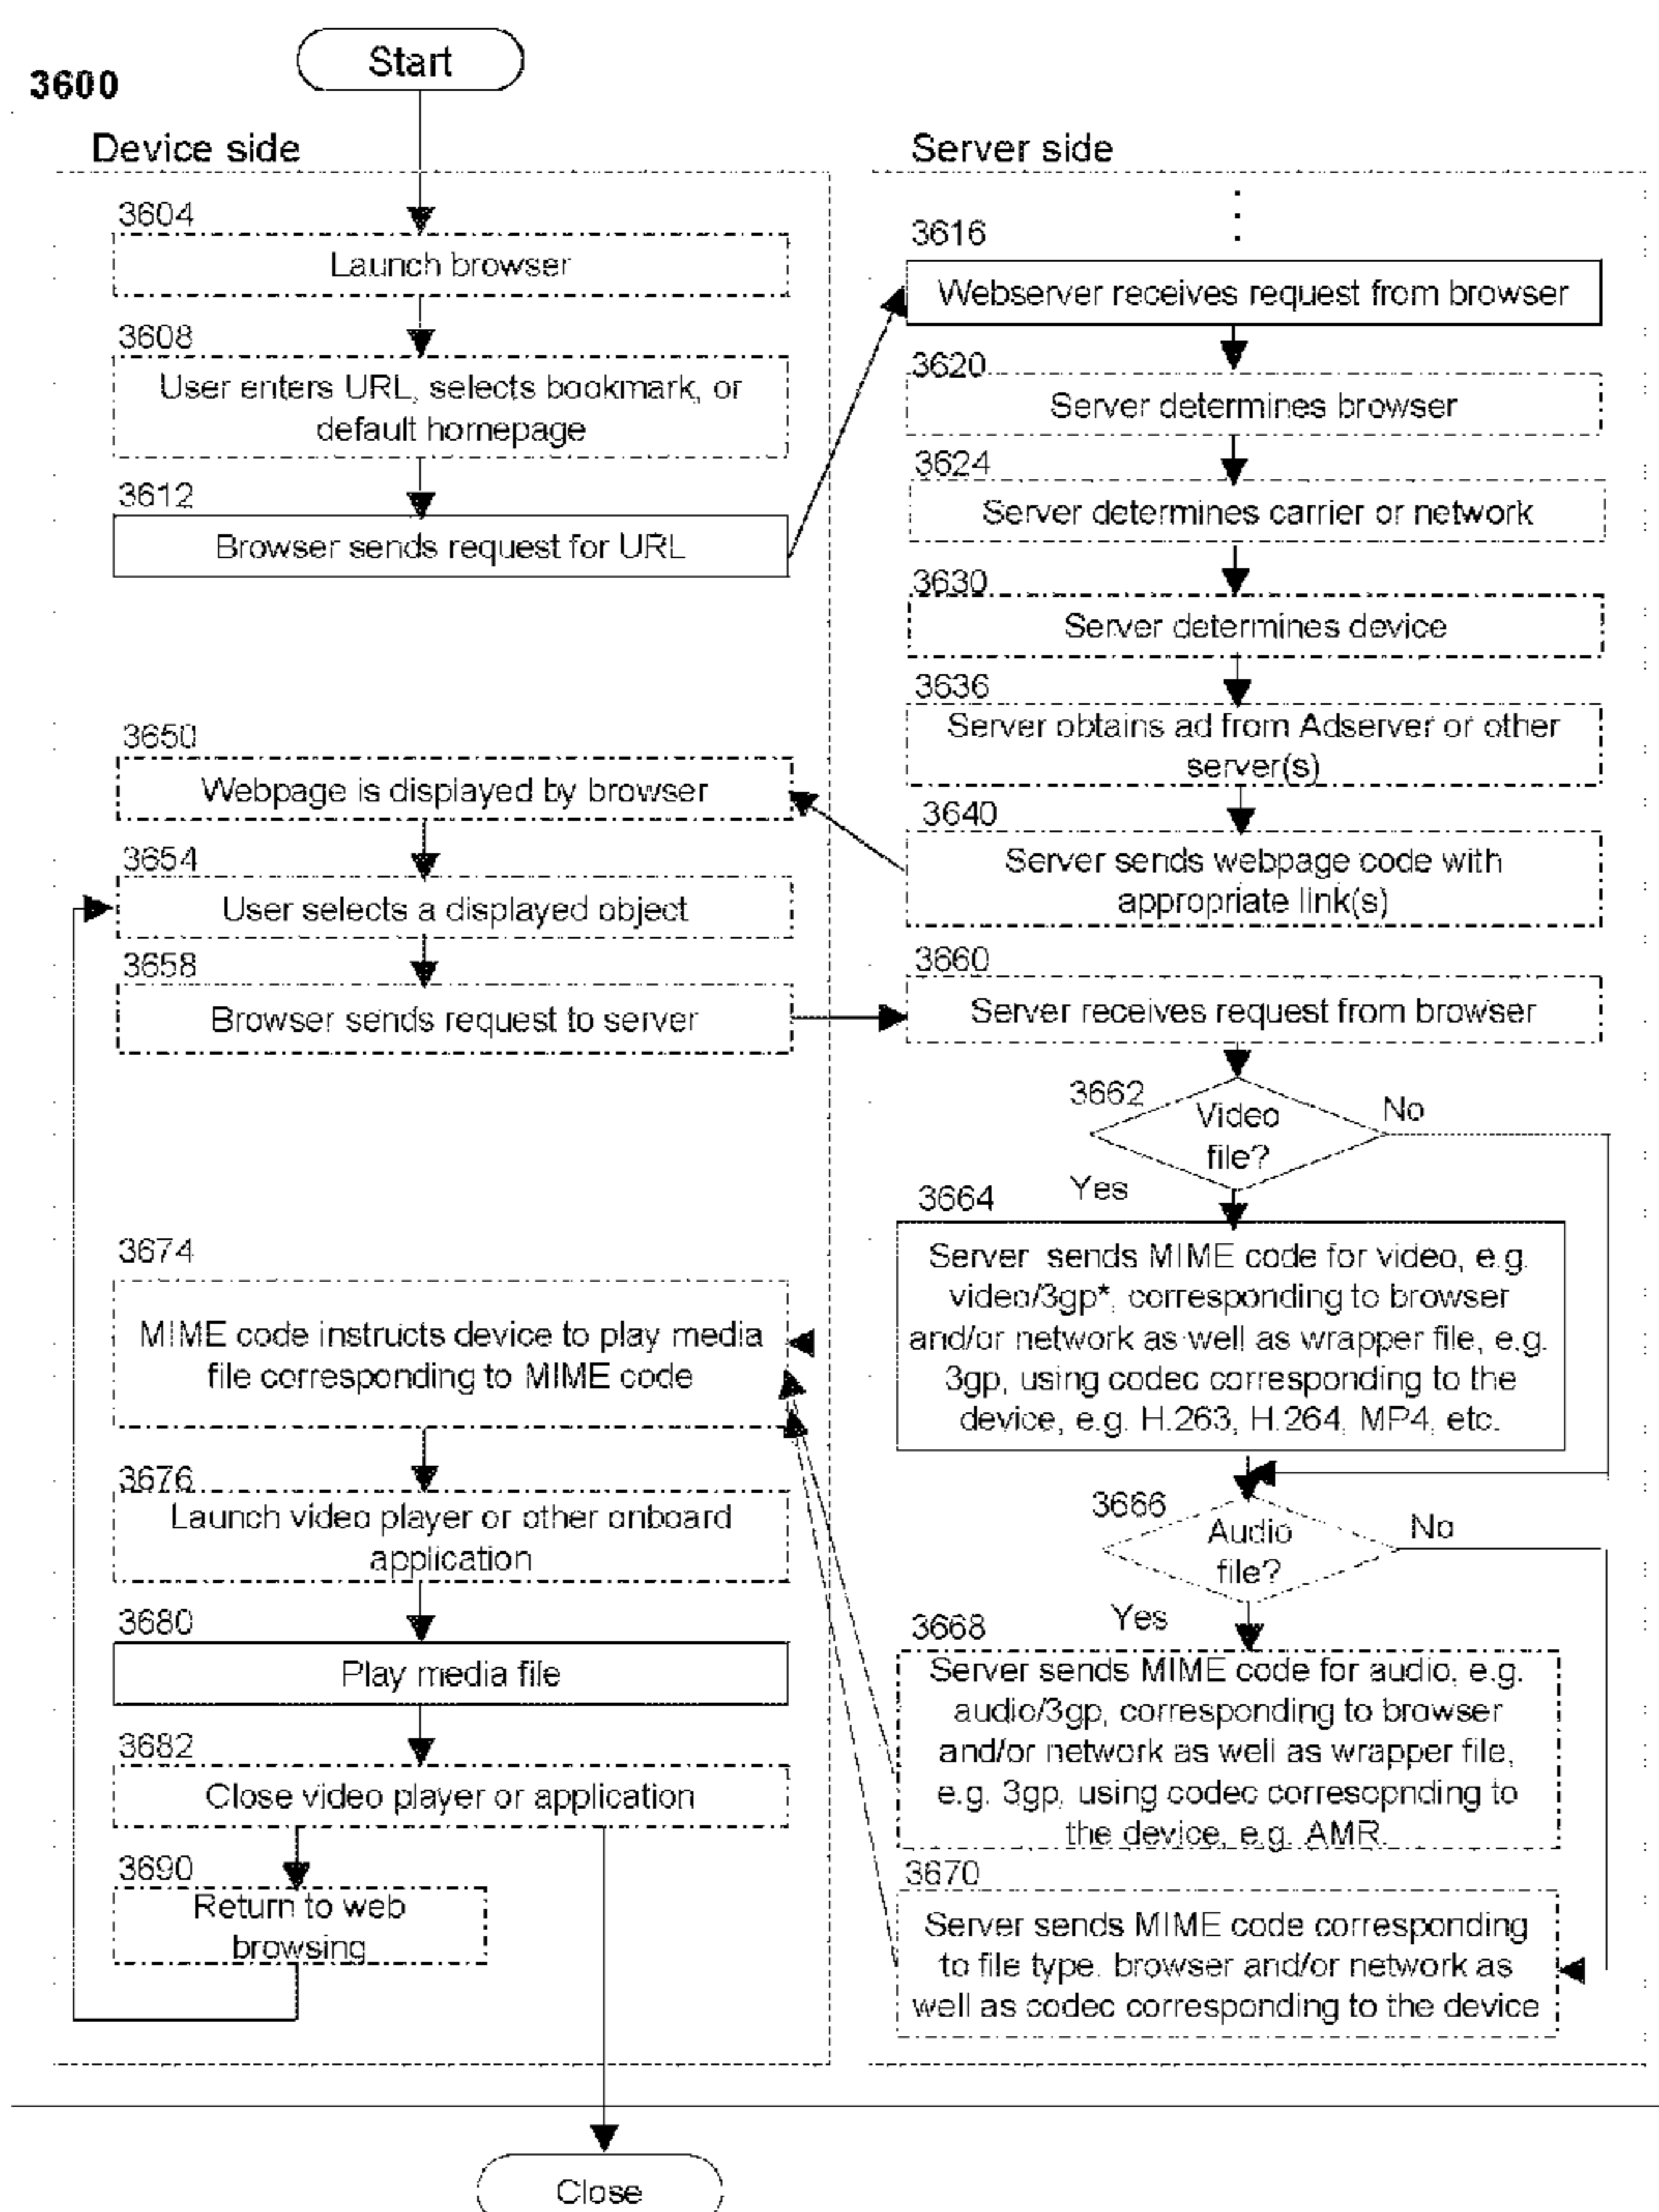 Start
3600
Device side
3604
Launch browser
3608
User enters URL, selects bookmark, or
default homepage
3612
Browser sends request for URL
3650
Webpage is displayed by browser
3654
User selects a displayed object
3658
Browser sends request to server
3674
MIME code instructs device to play media
file corresponding to MIME code
3676
Launch video player or other onboard
application
3680
Play media file
3682
Close video player or application
3690
Return to web
browsing
Server side
3616
Webserver receives request from browser
3620
Server determines browser
3624
Server determines carrier or network
3630
Server determines device
3636
Server obtains ad from Adserver or other
server(s)
3640
Server sends webpage code with
appropriate link(s)
3660
Server receives request from browser
3662
Video
file?
No
Yes
3664
Server sends MIME code for video, e.g.
video/3gp*, corresponding to browser
and/or network as well as wrapper file, e.g.
3gp, using codec corresponding to the
device, e.g. H.263, H.264, MP4, etc.
3666
Audio
file?
No
Yes
3668
Server sends MIME code for audio, e.g.
audio/3gp, corresponding to browser
and/or network as well as wrapper file,
e.g. 3gp, using codec corresopnding to
the device, e.g. AMR.
3670
Server sends MIME code corresponding
to file type, browser and/or network as
well as codec corresponding to the device
Close